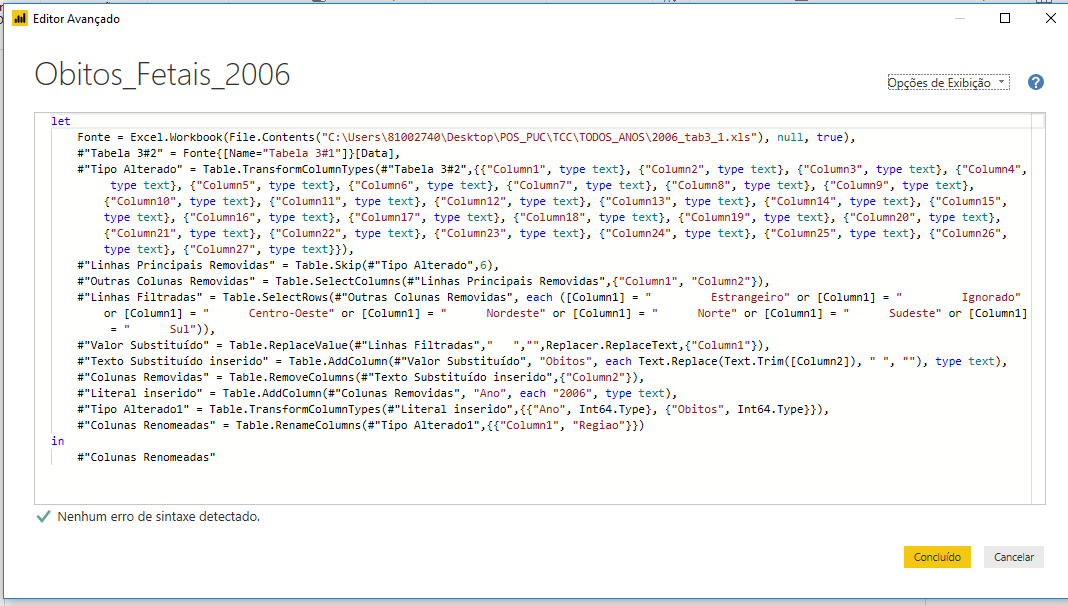 Editor Avançado
Obitos_Fetais_2006
Opções de Exibição
let
Fonte = Excel.Workbook(File.Contents("C:\Users\81002740\Desktop\POS_PUC\TCC\TODOS_ANOS\2006_tab3_1.xls"), null, true),
#"Tabela 3#2" = Fonte{[Name="Tabela 3#1"]}[Data],
#"Tipo Alterado" = Table.TransformColumnTypes(#"Tabela 3#2",{{"Column1", type text}, {"Column2", type text}, {"Column3", type text}, {"Column4",
type text}, {"Column5", type text}, {"Column6", type text}, {"Column7", type text}, {"Column8", type text}, {"Column9", type text},
{"Column10", type text}, {"Column11", type text}, {"Column12", type text}, {"Column13", type text}, {"Column14", type text}, {"Column15",
type text}, {"Column16", type text}, {"Column17", type text}, {"Column18", type text}, {"Column19", type text}, {"Column20", type text},
{"Column21", type text}, {"Column22", type text}, {"Column23", type text}, {"Column24", type text}, {"Column25", type text}, {"Column26",
type text}, {"Column27", type text}}),
#"Linhas Principais Removidas" = Table.Skip(#"Tipo Alterado",6),
#"Outras Colunas Removidas" = Table.SelectColumns(#"Linhas Principais Removidas",{"Column1", "Column2"}),
#"Linhas Filtradas" = Table.SelectRows(#"Outras Colunas Removidas", each ([Column1] = "         Estrangeiro" or [Column1] = "         Ignorado"
or [Column1] = "      Centro-Oeste" or [Column1] = "      Nordeste" or [Column1] = "      Norte" or [Column1] = "      Sudeste" or [Column1]
= "      Sul")),
#"Valor Substituído" = Table.ReplaceValue(#"Linhas Filtradas","   ","",Replacer.ReplaceText,{"Column1"}),
#"Texto Substituído inserido" = Table.AddColumn(#"Valor Substituído", "Obitos", each Text.Replace(Text.Trim([Column2]), " ", ""), type text),
#"Colunas Removidas" = Table.RemoveColumns(#"Texto Substituído inserido",{"Column2"}),
#"Literal inserido" = Table.AddColumn(#"Colunas Removidas", "Ano", each "2006", type text),
#"Tipo Alterado1" = Table.TransformColumnTypes(#"Literal inserido",{{"Ano", Int64.Type}, {"Obitos", Int64.Type}}),
#"Colunas Renomeadas" = Table.RenameColumns(#"Tipo Alterado1",{{"Column1", "Regiao"}})
in
#"Colunas Renomeadas"
Nenhum erro de sintaxe detectado.
Concluído
Cancelar